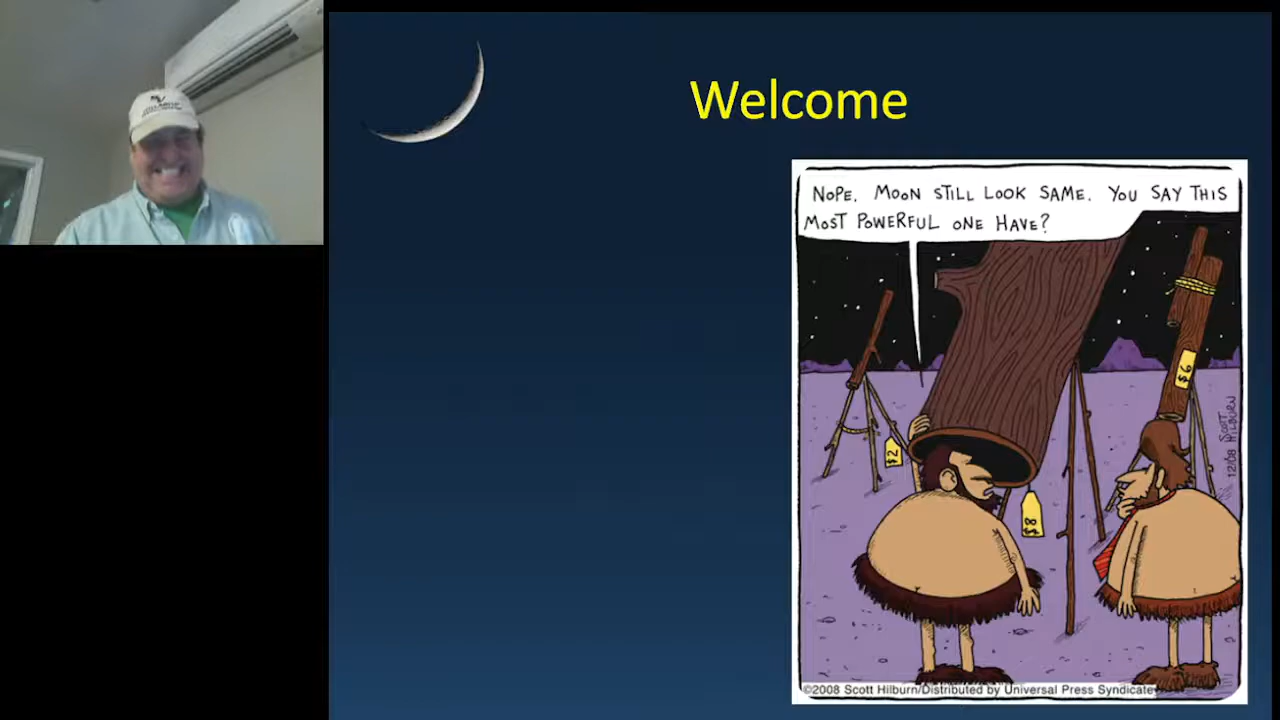 Welcome
NOPE. MOON STILL LOOK SAME. YOU SAY THIS
MOST POWERFUL ONE HAVE?
$6
$2
$8
SCOTT
HILBURN
12/08
©2008 Scott Hilburn/Distributed by Universal Press Syndicate